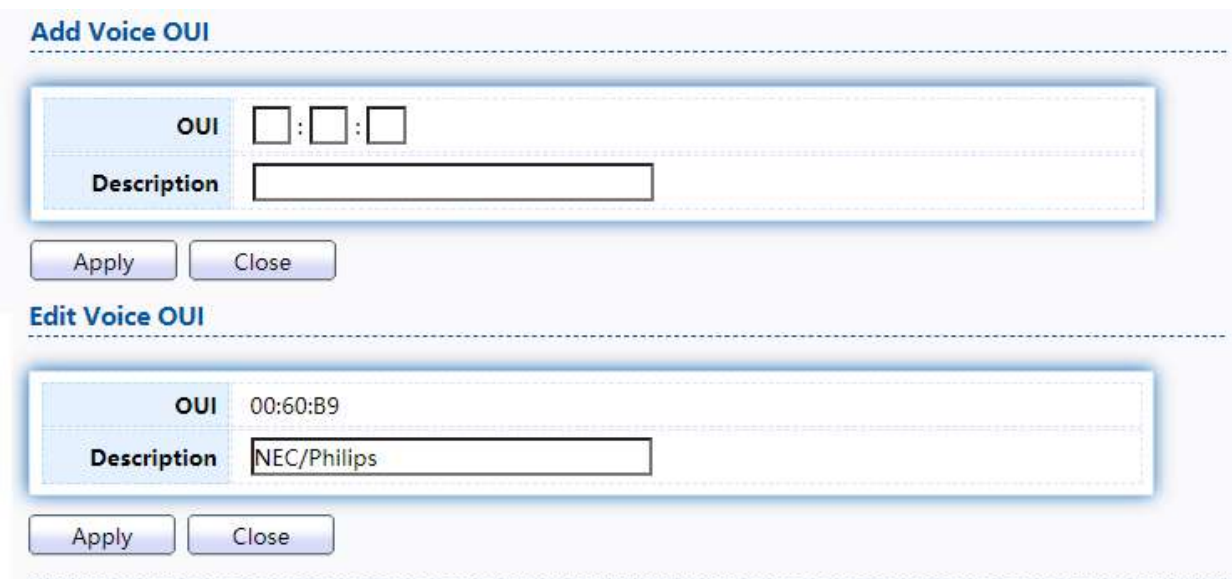 Add Voice OUI
OUI : :
Description
Apply Close
Edit Voice OUI
OUI 00:60:B9
Description NEC/Philips
Apply Close